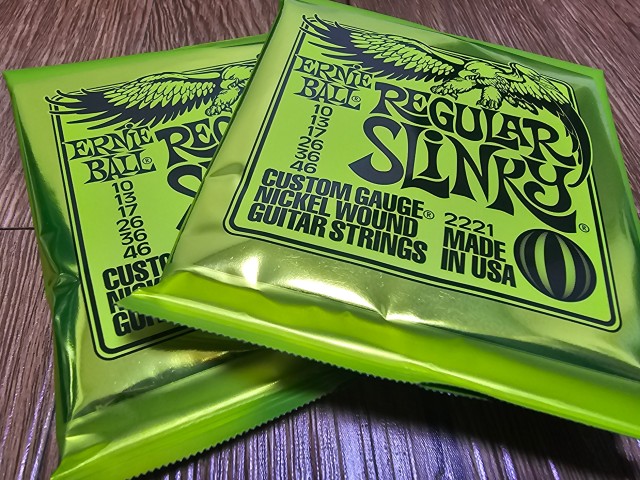 ERNIE
BALL®
REGULAR
SLINKY®
10
13
17
26
36
46
CUSTOM GAUGE®
NICKEL WOUND
GUITAR STRINGS
2221
MADE
IN USA
ERNIE
BALL®
10
13
17
26
36
46